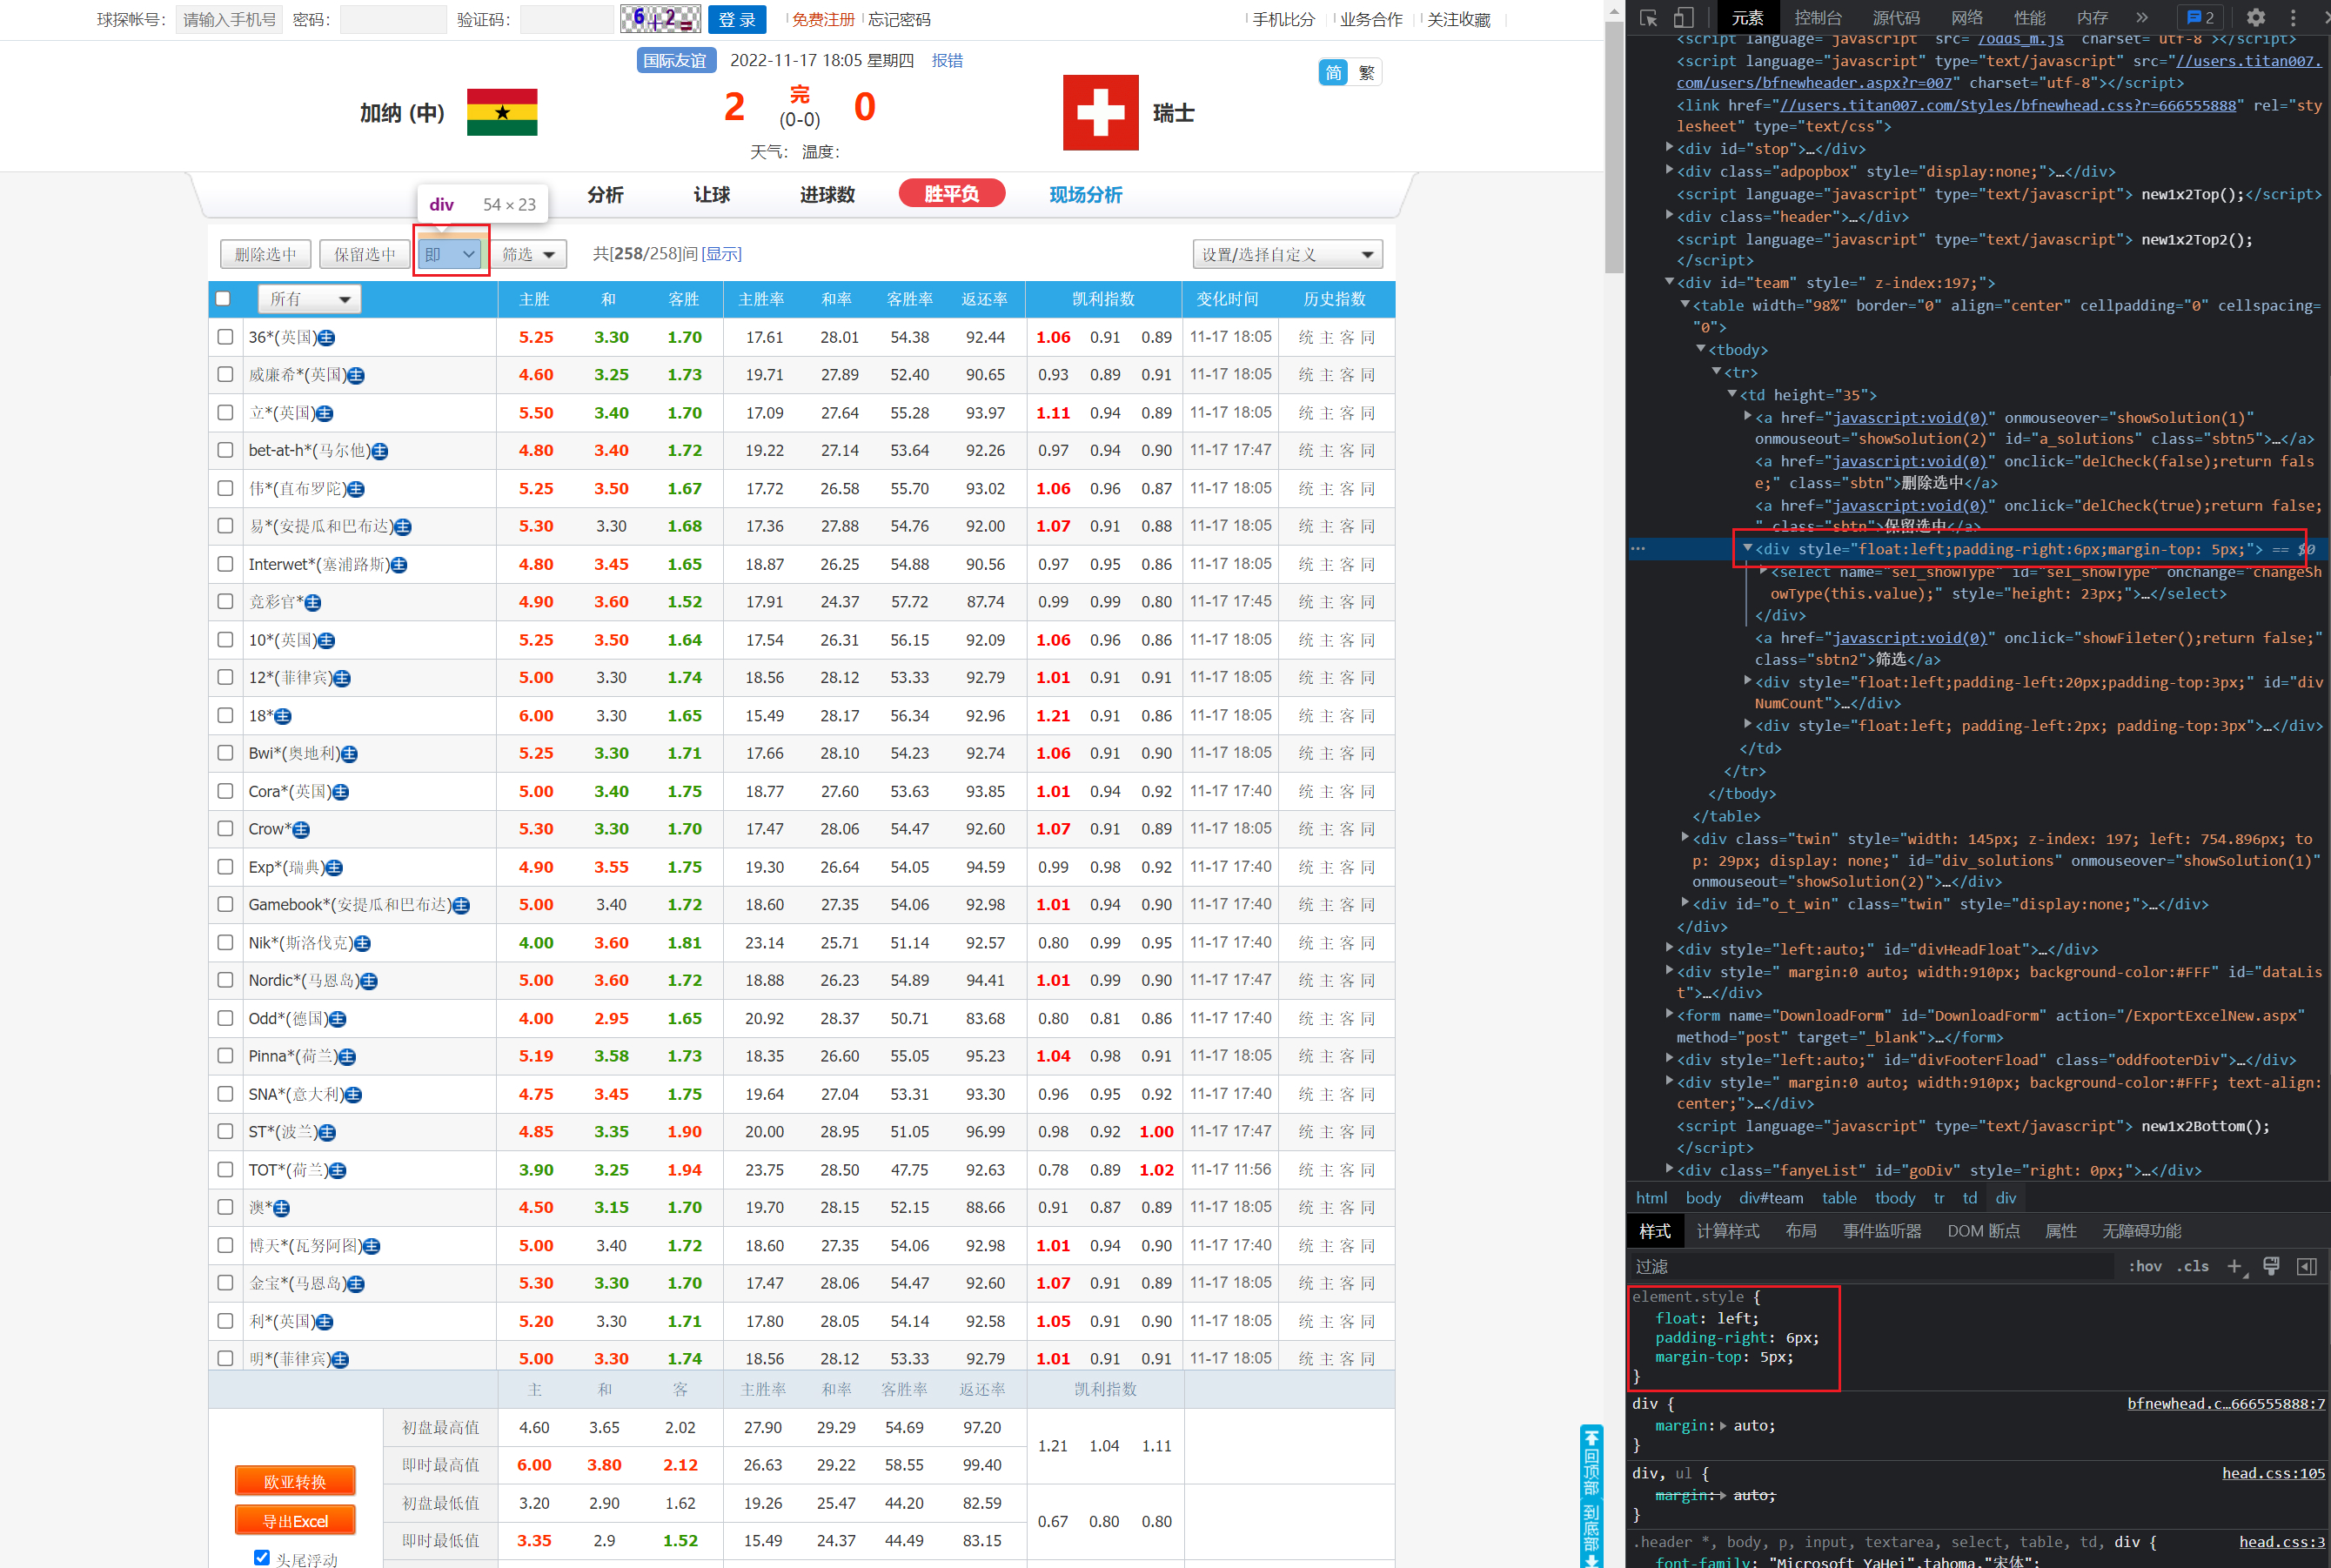 球探帐号: 请输入手机号 密码: 验证码: 6+2= 登 录 免费注册 忘记密码 手机比分 业务合作 关注收藏
国际友谊 2022-11-17 18:05 星期四 报错
简 繁
加纳 (中) 2 完 0 瑞士
(0-0)
天气: 温度:
分析 让球 进球数 胜平负 现场分析
div 54 × 23
删除选中 保留选中 即 筛选 共[258/258]间 [显示] 设置/选择自定义
所有 主胜 和 客胜 主胜率 和率 客胜率 返还率 凯利指数 变化时间 历史指数
36*(英国)主 5.25 3.30 1.70 17.61 28.01 54.38 92.44 1.06 0.91 0.89 11-17 18:05 统 主 客 同
威廉希*(英国)主 4.60 3.25 1.73 19.71 27.89 52.40 90.65 0.93 0.89 0.91 11-17 18:05 统 主 客 同
立*(英国)主 5.50 3.40 1.70 17.09 27.64 55.28 93.97 1.11 0.94 0.89 11-17 18:05 统 主 客 同
bet-at-h*(马尔他)主 4.80 3.40 1.72 19.22 27.14 53.64 92.26 0.97 0.94 0.90 11-17 17:47 统 主 客 同
伟*(直布罗陀)主 5.25 3.50 1.67 17.72 26.58 55.70 93.02 1.06 0.96 0.87 11-17 18:05 统 主 客 同
易*(安提瓜和巴布达)主 5.30 3.30 1.68 17.36 27.88 54.76 92.00 1.07 0.91 0.88 11-17 18:05 统 主 客 同
Interwet*(塞浦路斯)主 4.80 3.45 1.65 18.87 26.25 54.88 90.56 0.97 0.95 0.86 11-17 18:05 统 主 客 同
竞彩官*主 4.90 3.60 1.52 17.91 24.37 57.72 87.74 0.99 0.99 0.80 11-17 17:45 统 主 客 同
10*(英国)主 5.25 3.50 1.64 17.54 26.31 56.15 92.09 1.06 0.96 0.86 11-17 18:05 统 主 客 同
12*(菲律宾)主 5.00 3.30 1.74 18.56 28.12 53.33 92.79 1.01 0.91 0.91 11-17 18:05 统 主 客 同
18*主 6.00 3.30 1.65 15.49 28.17 56.34 92.96 1.21 0.91 0.86 11-17 18:05 统 主 客 同
Bwi*(奥地利)主 5.25 3.30 1.71 17.66 28.10 54.23 92.74 1.06 0.91 0.90 11-17 18:05 统 主 客 同
Cora*(英国)主 5.00 3.40 1.75 18.77 27.60 53.63 93.85 1.01 0.94 0.92 11-17 17:40 统 主 客 同
Crow*主 5.30 3.30 1.70 17.47 28.06 54.47 92.60 1.07 0.91 0.89 11-17 18:05 统 主 客 同
Exp*(瑞典)主 4.90 3.55 1.75 19.30 26.64 54.05 94.59 0.99 0.98 0.92 11-17 17:40 统 主 客 同
Gamebook*(安提瓜和巴布达)主 5.00 3.40 1.72 18.60 27.35 54.06 92.98 1.01 0.94 0.90 11-17 17:40 统 主 客 同
Nik*(斯洛伐克)主 4.00 3.60 1.81 23.14 25.71 51.14 92.57 0.80 0.99 0.95 11-17 17:40 统 主 客 同
Nordic*(马恩岛)主 5.00 3.60 1.72 18.88 26.23 54.89 94.41 1.01 0.99 0.90 11-17 17:47 统 主 客 同
Odd*(德国)主 4.00 2.95 1.65 20.92 28.37 50.71 83.68 0.80 0.81 0.86 11-17 17:40 统 主 客 同
Pinna*(荷兰)主 5.19 3.58 1.73 18.35 26.60 55.05 95.23 1.04 0.98 0.91 11-17 18:05 统 主 客 同
SNA*(意大利)主 4.75 3.45 1.75 19.64 27.04 53.31 93.30 0.96 0.95 0.92 11-17 17:40 统 主 客 同
ST*(波兰)主 4.85 3.35 1.90 20.00 28.95 51.05 96.99 0.98 0.92 1.00 11-17 17:47 统 主 客 同
TOT*(荷兰)主 3.90 3.25 1.94 23.75 28.50 47.75 92.63 0.78 0.89 1.02 11-17 11:56 统 主 客 同
澳*主 4.50 3.15 1.70 19.70 28.15 52.15 88.66 0.91 0.87 0.89 11-17 18:05 统 主 客 同
博天*(瓦努阿图)主 5.00 3.40 1.72 18.60 27.35 54.06 92.98 1.01 0.94 0.90 11-17 17:40 统 主 客 同
金宝*(马恩岛)主 5.30 3.30 1.70 17.47 28.06 54.47 92.60 1.07 0.91 0.89 11-17 18:05 统 主 客 同
利*(英国)主 5.20 3.30 1.71 17.80 28.05 54.14 92.58 1.05 0.91 0.90 11-17 18:05 统 主 客 同
明*(菲律宾)主 5.00 3.30 1.74 18.56 28.12 53.33 92.79 1.01 0.91 0.91 11-17 18:05 统 主 客 同
主 和 客 主胜率 和率 客胜率 返还率 凯利指数
初盘最高值 4.60 3.65 2.02 27.90 29.29 54.69 97.20
1.21 1.04 1.11
即时最高值 6.00 3.80 2.12 26.63 29.22 58.55 99.40
初盘最低值 3.20 2.90 1.62 19.26 25.47 44.20 82.59
0.67 0.80 0.80
即时最低值 3.35 2.9 1.52 15.49 24.37 44.49 83.15
欧亚转换
导出Excel
头尾浮动
回顶部
到底部
元素 控制台 源代码 网络 性能 内存 » 2
<script language="javascript" src="/odds_m.js" charset="utf-8"></script>
<script language="javascript" type="text/javascript" src="//users.titan007.
com/users/bfnewheader.aspx?r=007" charset="utf-8"></script>
<link href="//users.titan007.com/Styles/bfnewhead.css?r=666555888" rel="sty
lesheet" type="text/css">
<div id="stop">…</div>
<div class="adpopbox" style="display:none;">…</div>
<script language="javascript" type="text/javascript"> new1x2Top();</script>
<div class="header">…</div>
<script language="javascript" type="text/javascript"> new1x2Top2();
</script>
<div id="team" style=" z-index:197;">
<table width="98%" border="0" align="center" cellpadding="0" cellspacing=
"0">
<tbody>
<tr>
<td height="35">
<a href="javascript:void(0)" onmouseover="showSolution(1)"
onmouseout="showSolution(2)" id="a_solutions" class="sbtn5">…</a>
<a href="javascript:void(0)" onclick="delCheck(false);return fals
e;" class="sbtn">删除选中</a>
<a href="javascript:void(0)" onclick="delCheck(true);return false;
" class="sbtn">保留选中</a>
<div style="float:left;padding-right:6px;margin-top: 5px;"> == $0
<select name="sel_showType" id="sel_showType" onchange="changeSh
owType(this.value);" style="height: 23px;">…</select>
</div>
<a href="javascript:void(0)" onclick="showFileter();return false;"
class="sbtn2">筛选</a>
<div style="float:left;padding-left:20px;padding-top:3px;" id="div
NumCount">…</div>
<div style="float:left; padding-left:2px; padding-top:3px">…</div>
</td>
</tr>
</tbody>
</table>
<div class="twin" style="width: 145px; z-index: 197; left: 754.896px; to
p: 29px; display: none;" id="div_solutions" onmouseover="showSolution(1)"
onmouseout="showSolution(2)">…</div>
<div id="o_t_win" class="twin" style="display:none;">…</div>
</div>
<div style="left:auto;" id="divHeadFloat">…</div>
<div style=" margin:0 auto; width:910px; background-color:#FFF" id="dataLis
t">…</div>
<form name="DownloadForm" id="DownloadForm" action="/ExportExcelNew.aspx"
method="post" target="_blank">…</form>
<div style="left:auto;" id="divFooterFload" class="oddfooterDiv">…</div>
<div style=" margin:0 auto; width:910px; background-color:#FFF; text-align:
center;">…</div>
<script language="javascript" type="text/javascript"> new1x2Bottom();
</script>
<div class="fanyeList" id="goDiv" style="right: 0px;">…</div>
html body div#team table tbody tr td div
样式 计算样式 布局 事件监听器 DOM 断点 属性 无障碍功能
过滤 :hov .cls +
element.style {
float: left;
padding-right: 6px;
margin-top: 5px;
}
div { bfnewhead.c…666555888:7
margin: auto;
}
div, ul { head.css:105
margin: auto;
}
.header *, body, p, input, textarea, select, table, td, div { head.css:3
font-family: "Microsoft YaHei",tahoma,"宋体";